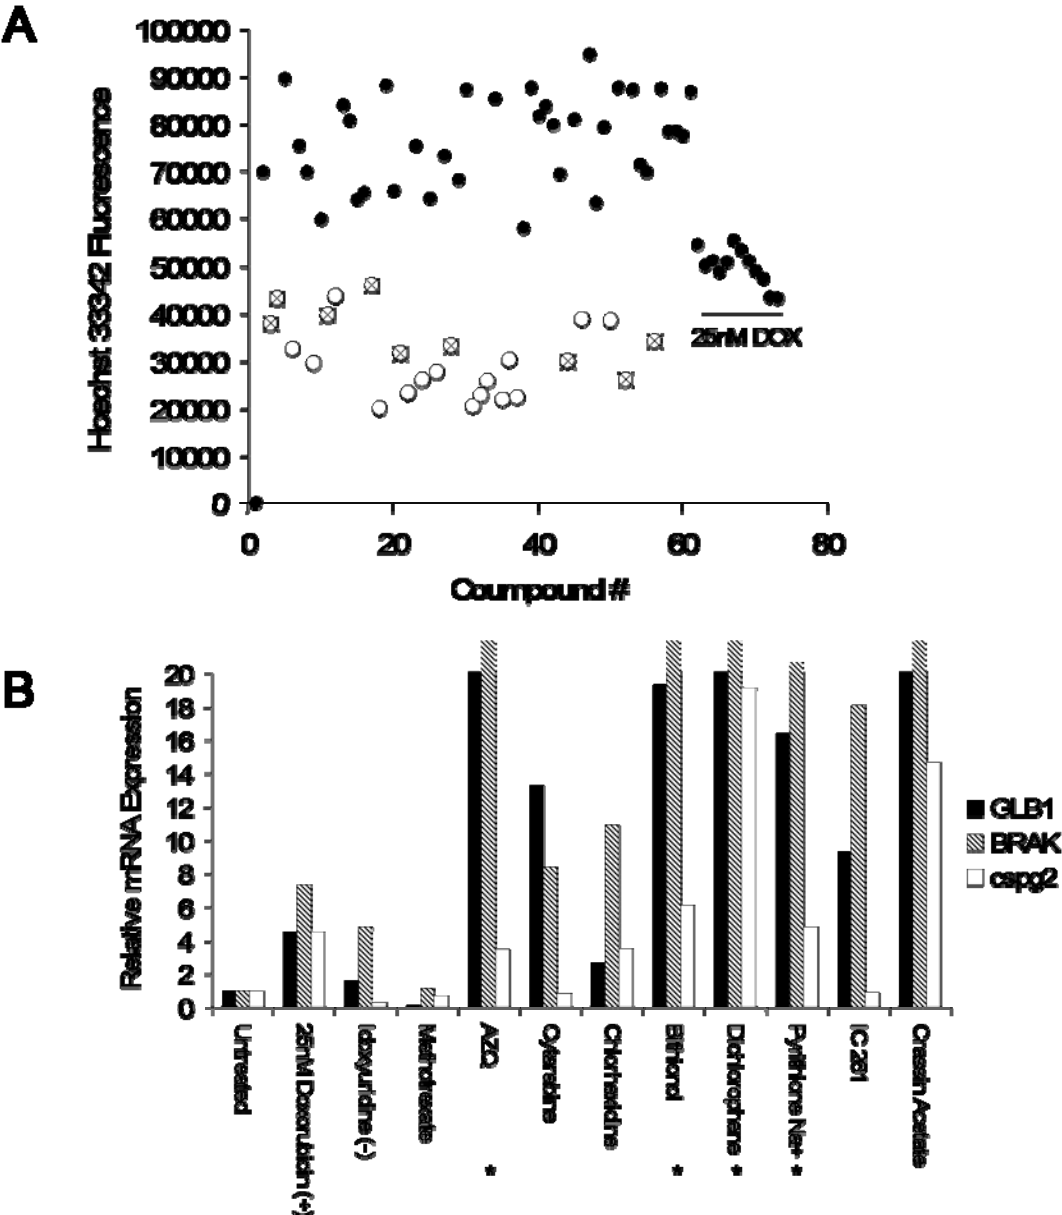 A
100000
90000
80000
70000
60000
50000
40000
30000
20000
10000
0
Hoechst 33342 Fluorescence
25nM DOX
0 20 40 60 80
Coumpound #
B
20
18
16
14
12
10
8
6
4
2
0
Relative mRNA Expression
GLB1
BRAK
cspg2
Untreated
25nM Doxorubicin (+)
Idoxyuridine (-)
Methotrexate
AZQ
Cytarabine
Chlorhexidine
Bithionol
Dichlorophene
Pyrithione Na+
IC 261
Crassin Acetate
* * * *